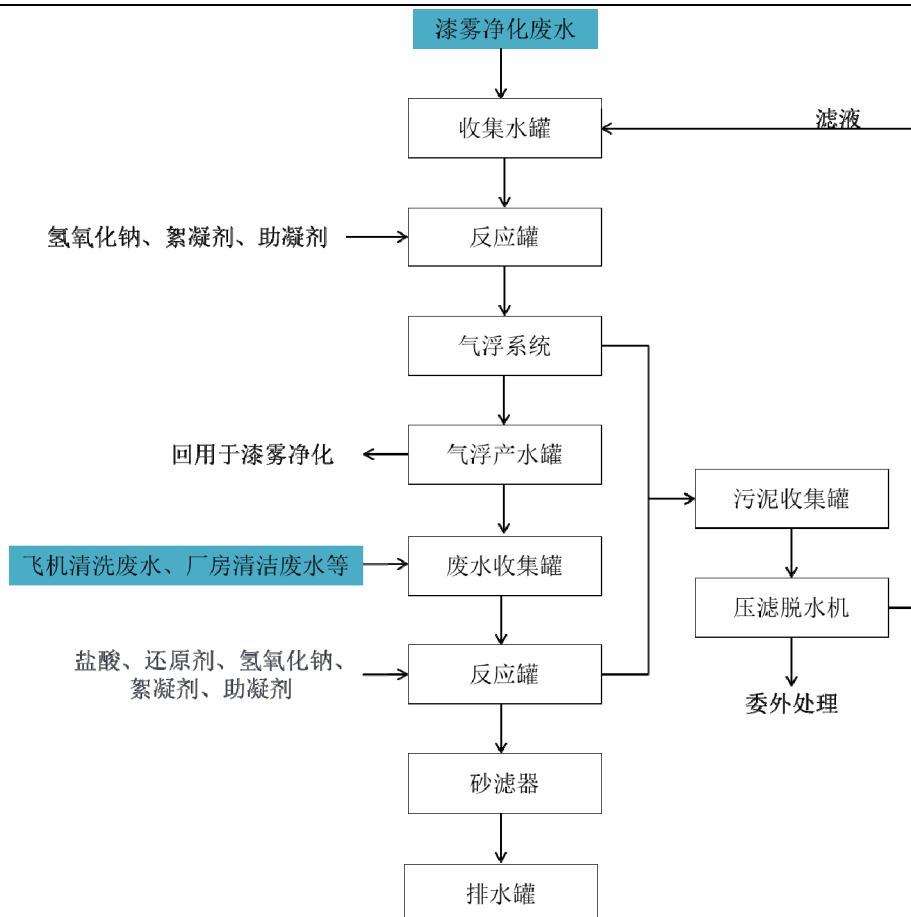 漆雾净化废水
收集水罐
滤液
氢氧化钠、絮凝剂、助凝剂
反应罐
气浮系统
回用于漆雾净化
气浮产水罐
污泥收集罐
飞机清洗废水、厂房清洁废水等
废水收集罐
压滤脱水机
盐酸、还原剂、氢氧化钠、
絮凝剂、助凝剂
反应罐
委外处理
砂滤器
排水罐